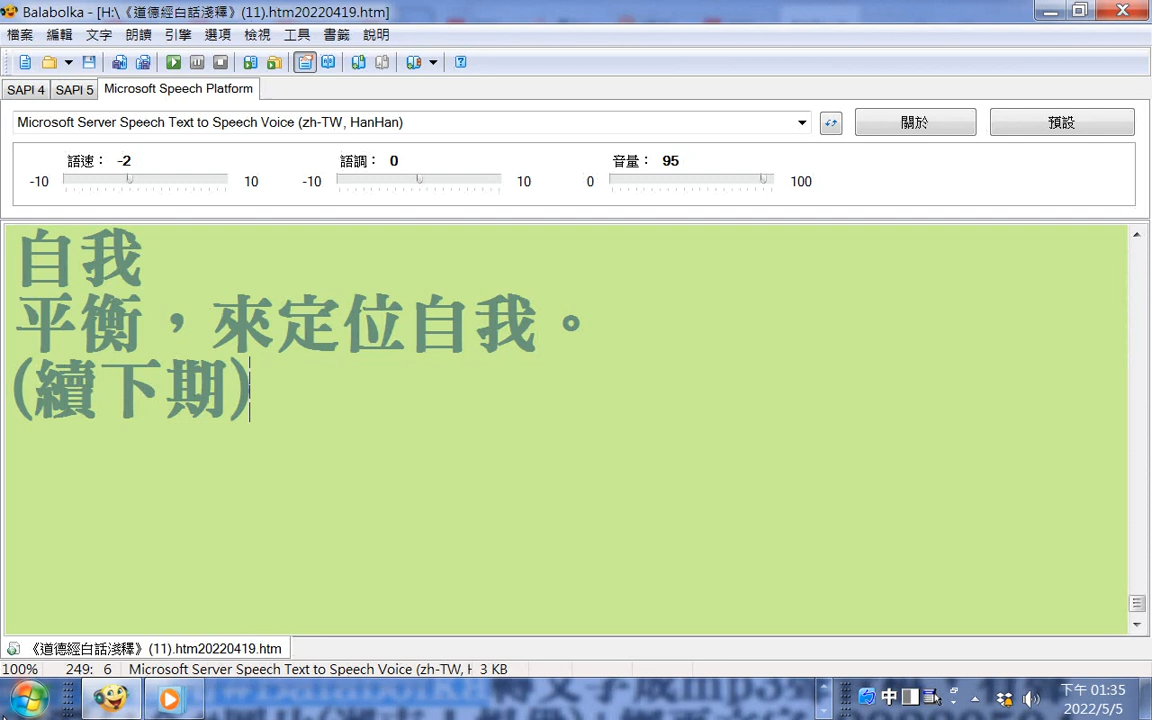 Balabolka - [H:\《道德經白話淺釋》(11).htm20220419.htm]
檔案 編輯 文字 朗讀 引擎 選項 檢視 工具 書籤 說明
SAPI 4 SAPI 5 Microsoft Speech Platform
Microsoft Server Speech Text to Speech Voice (zh-TW, HanHan) 關於 預設
語速： -2 語調： 0 音量： 95
-10 10 -10 10 0 100
自我
平衡，來定位自我。
(續下期)
《道德經白話淺釋》(11).htm20220419.htm
100% 249: 6 Microsoft Server Speech Text to Speech Voice (zh-TW, H 3 KB
中 下午 01:35
2022/5/5